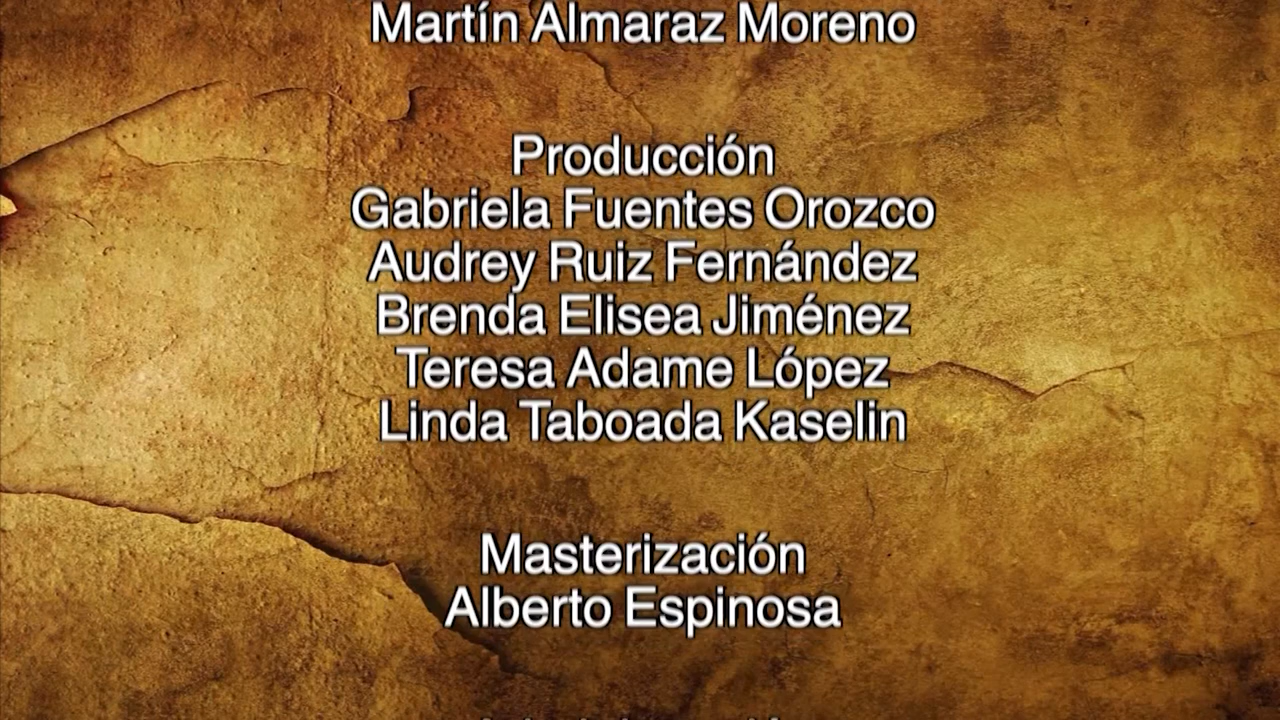 Martín Almaraz Moreno
Producción
Gabriela Fuentes Orozco
Audrey Ruiz Fernández
Brenda Elisea Jiménez
Teresa Adame López
Linda Taboada Kaselin
Masterización
Alberto Espinosa